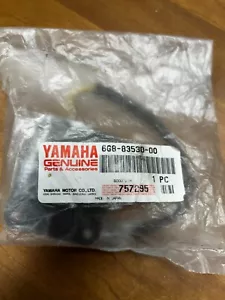 YAMAHA
GENUINE
Parts & Accessories
6G8-83530-00
YAMAHA MOTOR CO., LTD.
1 PC
757295
MADE IN JAPAN